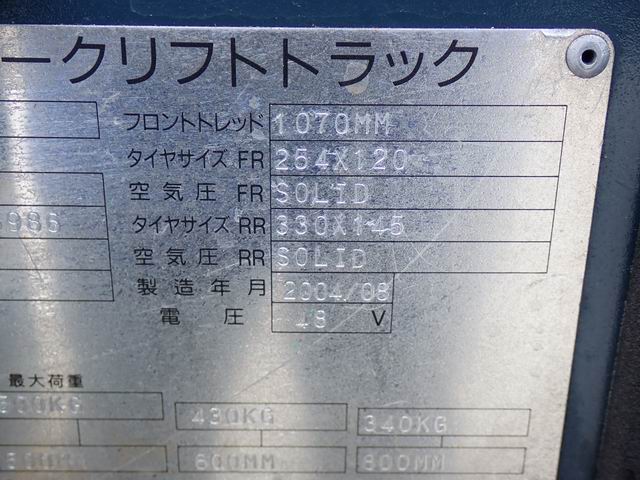 ークリフトトラック
フロントトレッド 1070MM
タイヤサイズ FR 254X120
空気圧 FR SOLID
986 タイヤサイズ RR 330X145
空気圧 RR SOLID
製造年月 2004/08
電圧 48 V
最大荷重
500KG 430KG 340KG
600MM 800MM